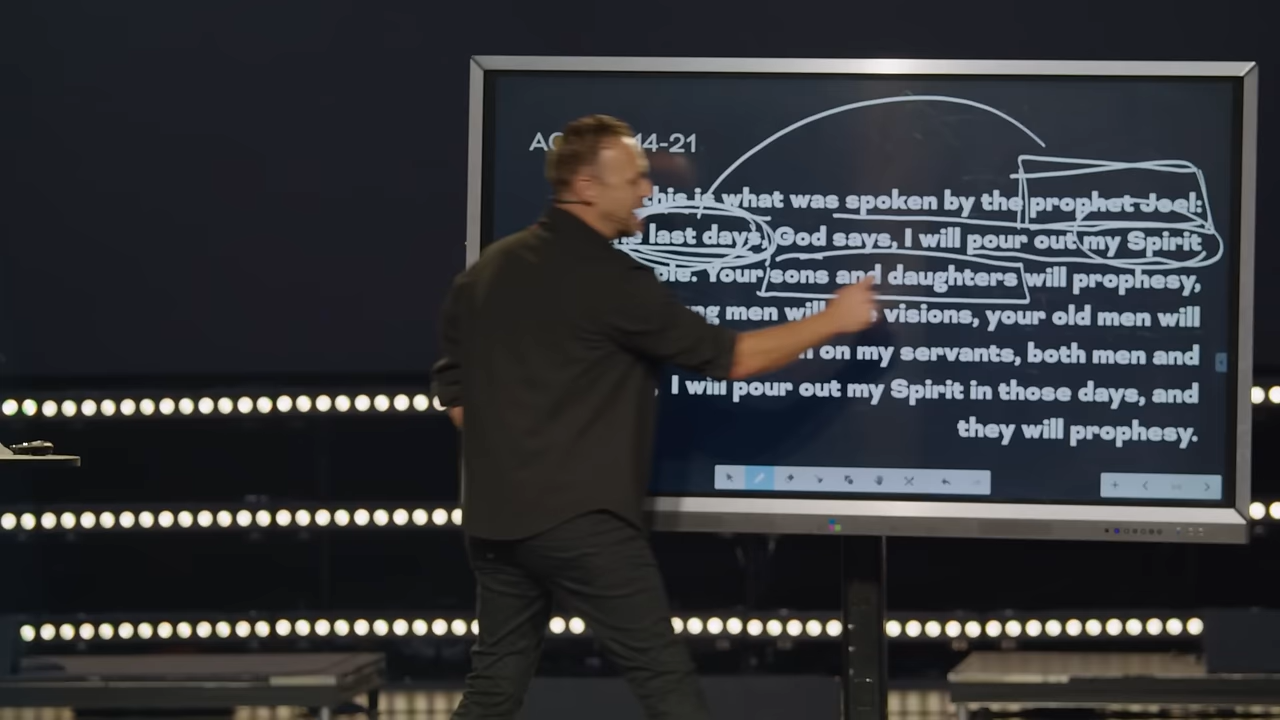 14-21
this is what was spoken by the prophet Joel:
last days, God says, I will pour out my Spirit
Your sons and daughters will prophesy,
men will visions, your old men will
on my servants, both men and
I will pour out my Spirit in those days, and
they will prophesy.